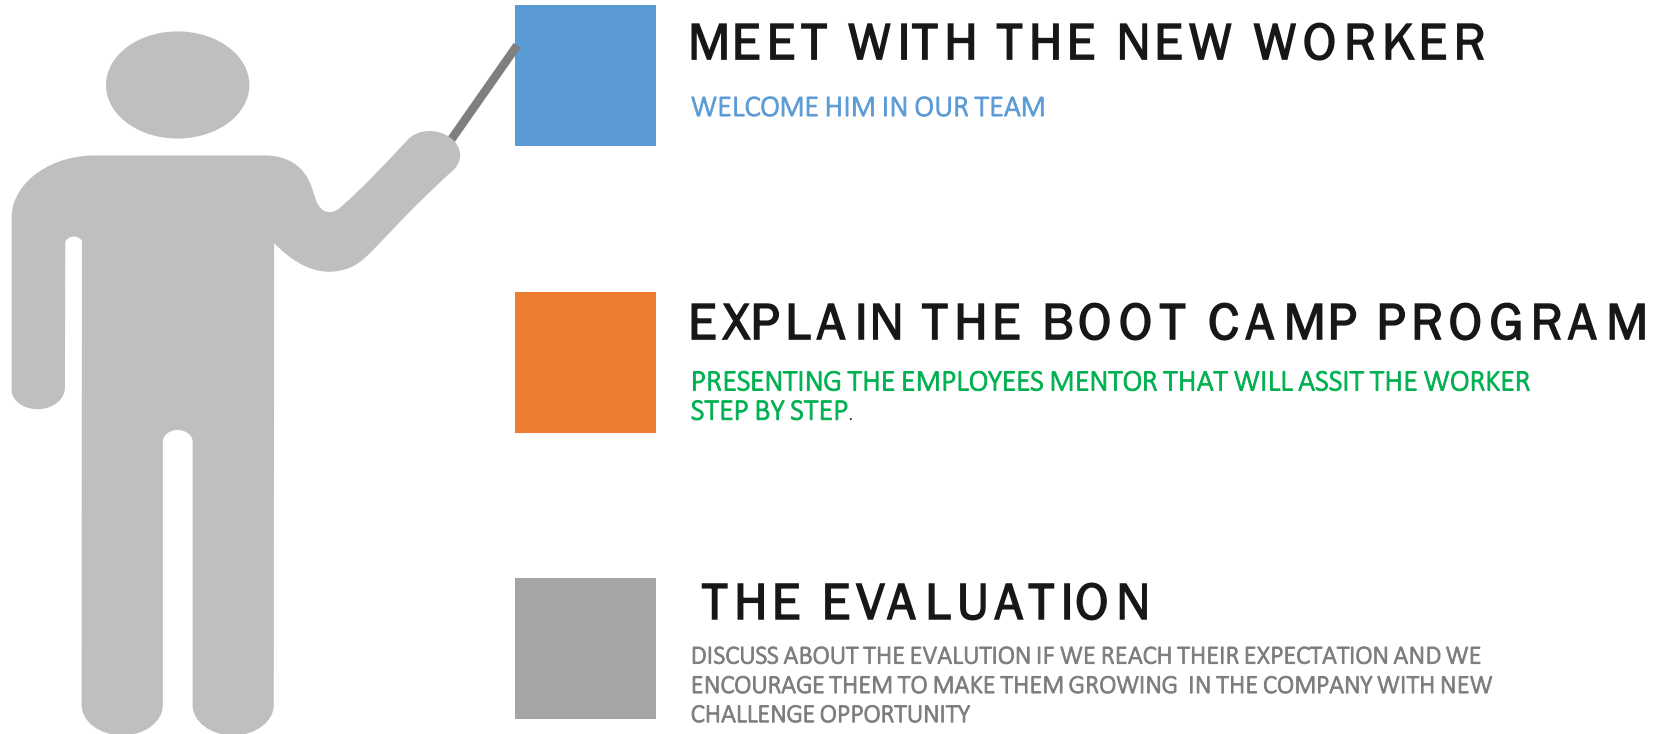 MEET WITH THE NEW WORKER
WELCOME HIM IN OUR TEAM
EXPLAIN THE BOOT CAMP PROGRAM
PRESENTING THE EMPLOYEES MENTOR THAT WILL ASSIT THE WORKER
STEP BY STEP.
THE EVALUATION
DISCUSS ABOUT THE EVALUTION IF WE REACH THEIR EXPECTATION AND WE
ENCOURAGE THEM TO MAKE THEM GROWING IN THE COMPANY WITH NEW
CHALLENGE OPPORTUNITY